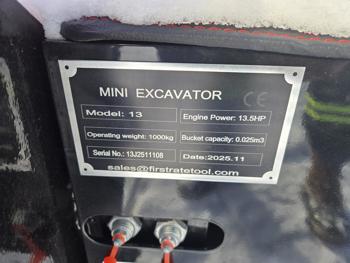 MINI EXCAVATOR CE
Model: 13
Engine Power: 13.5HP
Operating weight: 1000kg
Bucket capacity: 0.025m3
Serial No.: 13J2511108
Date:2025.11
sales@firstratetool.com